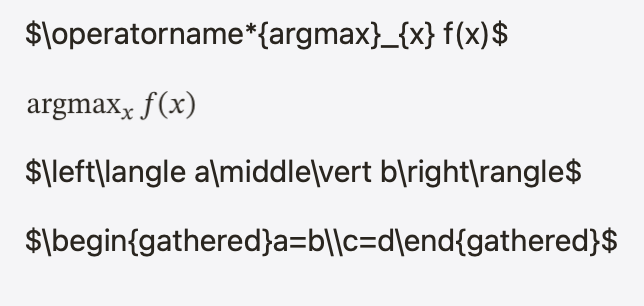 $\operatorname*{argmax}_{x} f(x)$
argmaxₓ f(x)
$\left\langle a\middle\vert b\right\rangle$
$\begin{gathered}a=b\\c=d\end{gathered}$